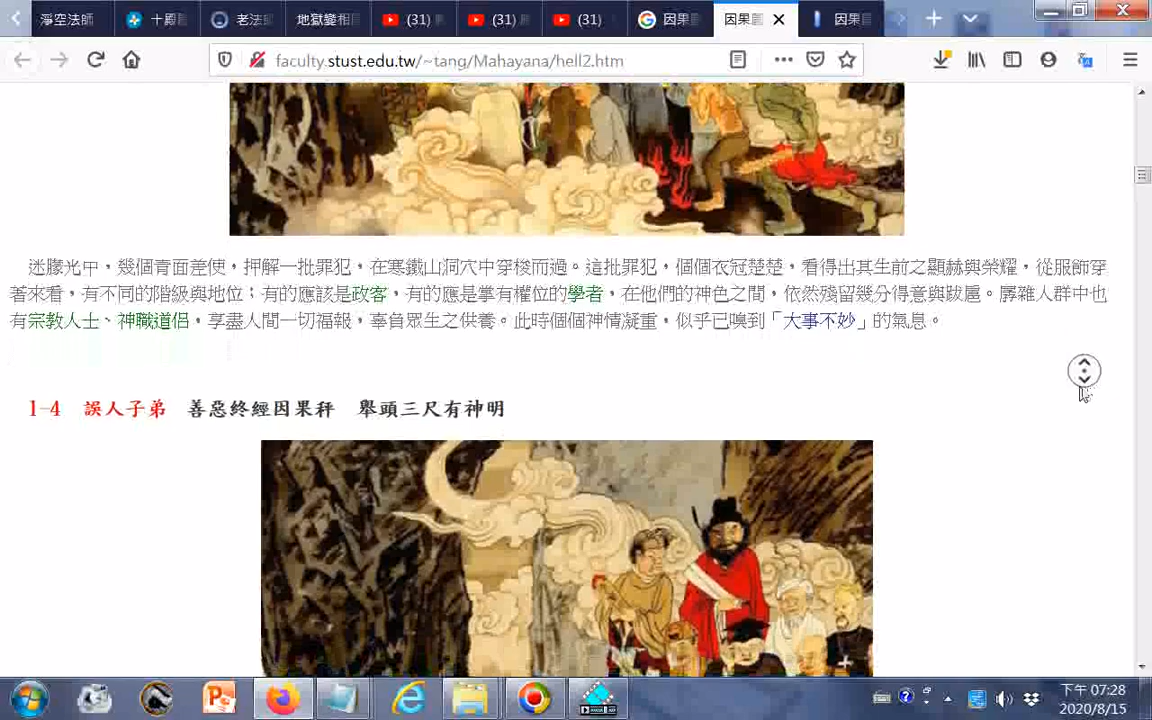 淨空法師
十殿
老法師
地獄變相圖
(31)
(31)
(31)
因果
因果圖
因果圖
faculty.stust.edu.tw/~tang/Mahayana/hell2.htm
迷朦光中，幾個青面差使，押解一批罪犯，在寒鐵山洞穴中穿梭而過。這批罪犯，個個衣冠楚楚，看得出其生前之顯赫與榮耀，從服飾穿
著來看，有不同的階級與地位；有的應該是政客，有的應是掌有權位的學者，在他們的神色之間，依然殘留幾分得意與跋扈。羼雜人群中也
有宗教人士、神職道侶，享盡人間一切福報，辜負眾生之供養。此時個個神情凝重，似乎已嗅到「大事不妙」的氣息。
1-4 誤人子弟 善惡終經因果秤 舉頭三尺有神明
下午 07:28
2020/8/15